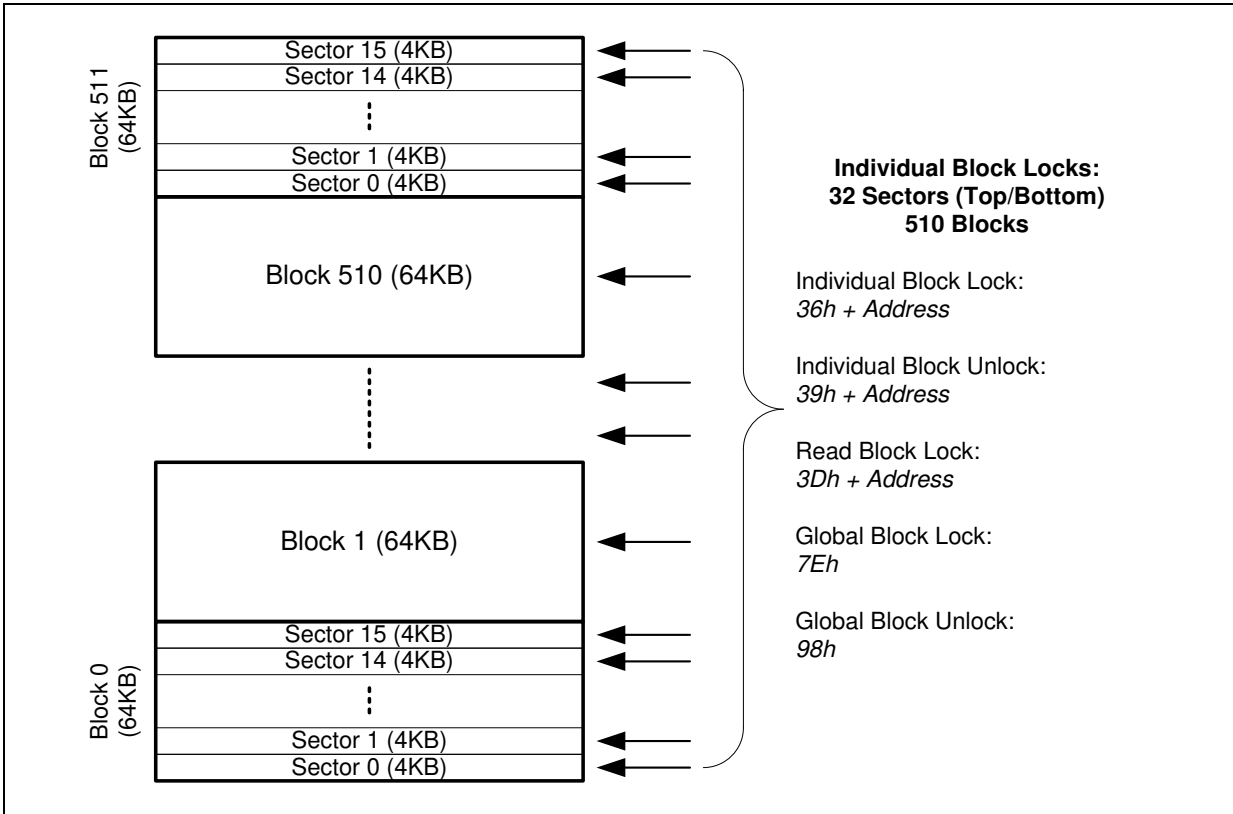 Block 511
(64KB)
Sector 15 (4KB)
Sector 14 (4KB)
Sector 1 (4KB)
Sector 0 (4KB)
Block 510 (64KB)
Block 1 (64KB)
Block 0
(64KB)
Sector 15 (4KB)
Sector 14 (4KB)
Sector 1 (4KB)
Sector 0 (4KB)
Individual Block Locks:
32 Sectors (Top/Bottom)
510 Blocks
Individual Block Lock:
36h + Address
Individual Block Unlock:
39h + Address
Read Block Lock:
3Dh + Address
Global Block Lock:
7Eh
Global Block Unlock:
98h